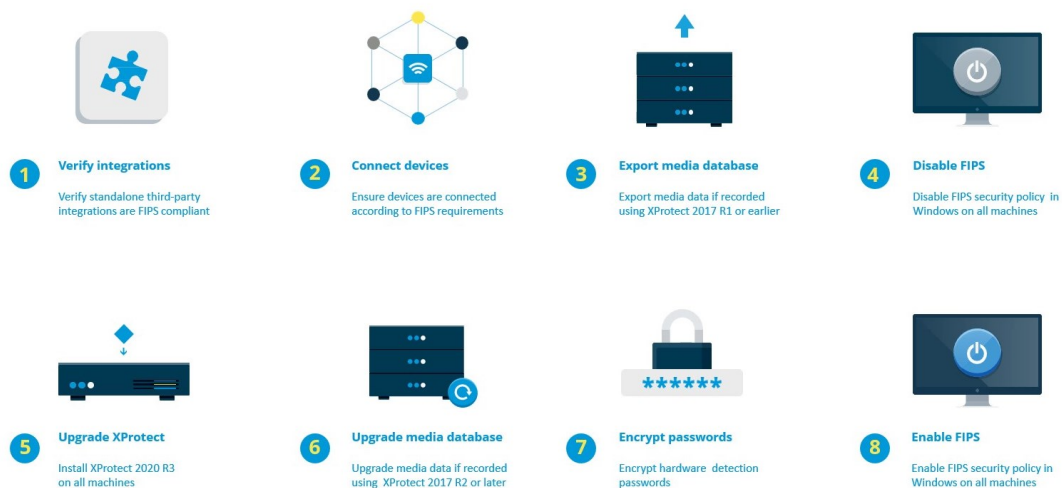 1
Verify integrations
Verify standalone third-party
integrations are FIPS compliant
2
Connect devices
Ensure devices are connected
according to FIPS requirements
3
Export media database
Export media data if recorded
using XProtect 2017 R1 or earlier
4
Disable FIPS
Disable FIPS security policy in
Windows on all machines
5
Upgrade XProtect
Install XProtect 2020 R3
on all machines
6
Upgrade media database
Upgrade media data if recorded
using XProtect 2017 R2 or later
******
7
Encrypt passwords
Encrypt hardware detection
passwords
8
Enable FIPS
Enable FIPS security policy in
Windows on all machines